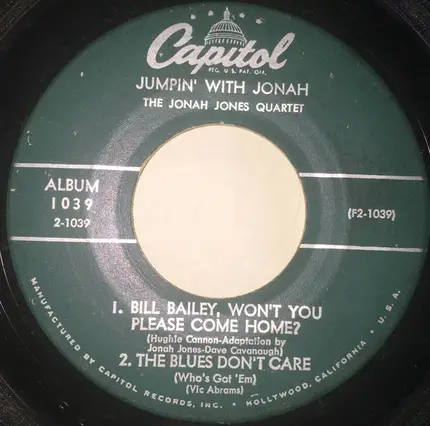 Capitol
REG. U.S. PAT. OFF.
JUMPIN' WITH JONAH
THE JONAH JONES QUARTET
ALBUM
1039
2-1039
(F2-1039)
1. BILL BAILEY, WON'T YOU
PLEASE COME HOME?
(Hughie Cannon-Adaptation by
Jonah Jones-Dave Cavanaugh)
2. THE BLUES DON'T CARE
(Who's Got 'Em)
(Vic Abrams)
MANUFACTURED BY CAPITOL RECORDS, INC. • HOLLYWOOD, CALIFORNIA • U.S.A.